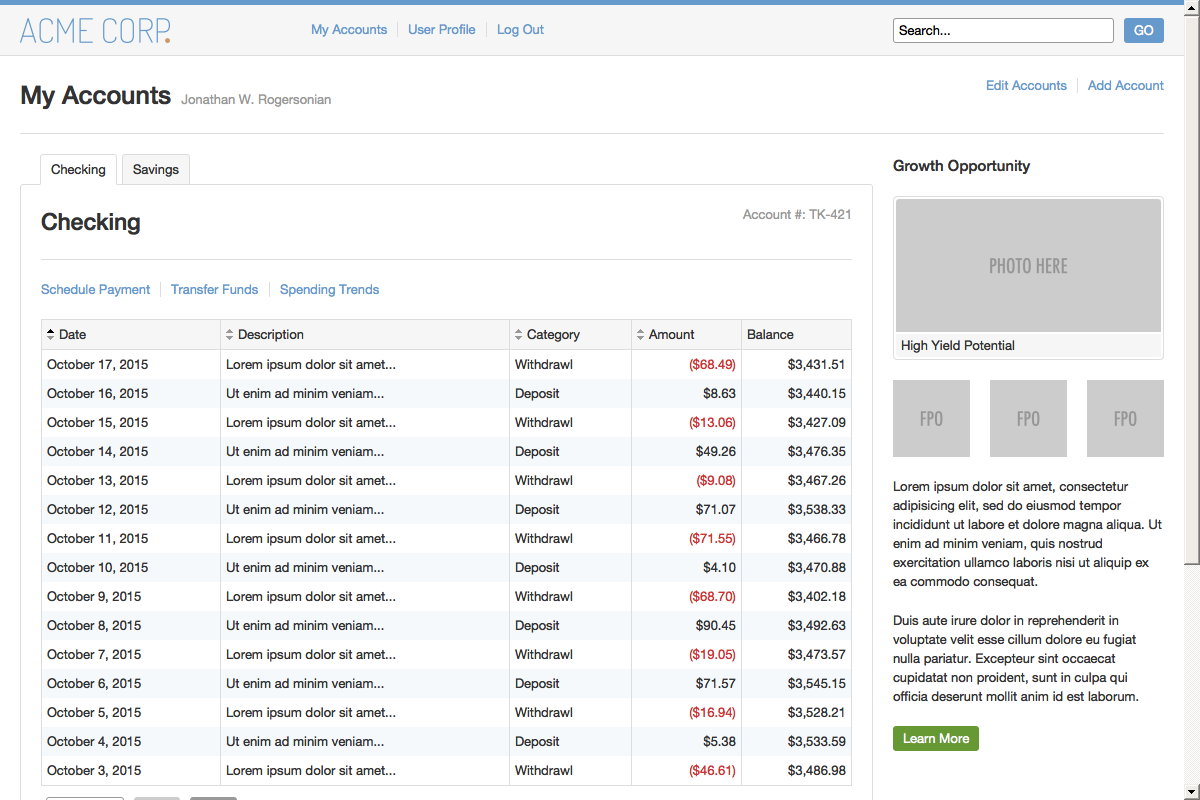 ACME CORP.
My Accounts
User Profile
Log Out
Search...
GO
My Accounts
Jonathan W. Rogersonian
Edit Accounts
Add Account
Checking
Savings
Checking
Account #: TK-421
Schedule Payment
Transfer Funds
Spending Trends
Date Description Category Amount Balance
October 17, 2015 Lorem ipsum dolor sit amet... Withdrawl ($68.49) $3,431.51
October 16, 2015 Ut enim ad minim veniam... Deposit $8.63 $3,440.15
October 15, 2015 Lorem ipsum dolor sit amet... Withdrawl ($13.06) $3,427.09
October 14, 2015 Ut enim ad minim veniam... Deposit $49.26 $3,476.35
October 13, 2015 Lorem ipsum dolor sit amet... Withdrawl ($9.08) $3,467.26
October 12, 2015 Ut enim ad minim veniam... Deposit $71.07 $3,538.33
October 11, 2015 Lorem ipsum dolor sit amet... Withdrawl ($71.55) $3,466.78
October 10, 2015 Ut enim ad minim veniam... Deposit $4.10 $3,470.88
October 9, 2015 Lorem ipsum dolor sit amet... Withdrawl ($68.70) $3,402.18
October 8, 2015 Ut enim ad minim veniam... Deposit $90.45 $3,492.63
October 7, 2015 Lorem ipsum dolor sit amet... Withdrawl ($19.05) $3,473.57
October 6, 2015 Ut enim ad minim veniam... Deposit $71.57 $3,545.15
October 5, 2015 Lorem ipsum dolor sit amet... Withdrawl ($16.94) $3,528.21
October 4, 2015 Ut enim ad minim veniam... Deposit $5.38 $3,533.59
October 3, 2015 Lorem ipsum dolor sit amet... Withdrawl ($46.61) $3,486.98
Growth Opportunity
PHOTO HERE
High Yield Potential
FPO
FPO
FPO
Lorem ipsum dolor sit amet, consectetur
adipisicing elit, sed do eiusmod tempor
incididunt ut labore et dolore magna aliqua. Ut
enim ad minim veniam, quis nostrud
exercitation ullamco laboris nisi ut aliquip ex
ea commodo consequat.
Duis aute irure dolor in reprehenderit in
voluptate velit esse cillum dolore eu fugiat
nulla pariatur. Excepteur sint occaecat
cupidatat non proident, sunt in culpa qui
officia deserunt mollit anim id est laborum.
Learn More